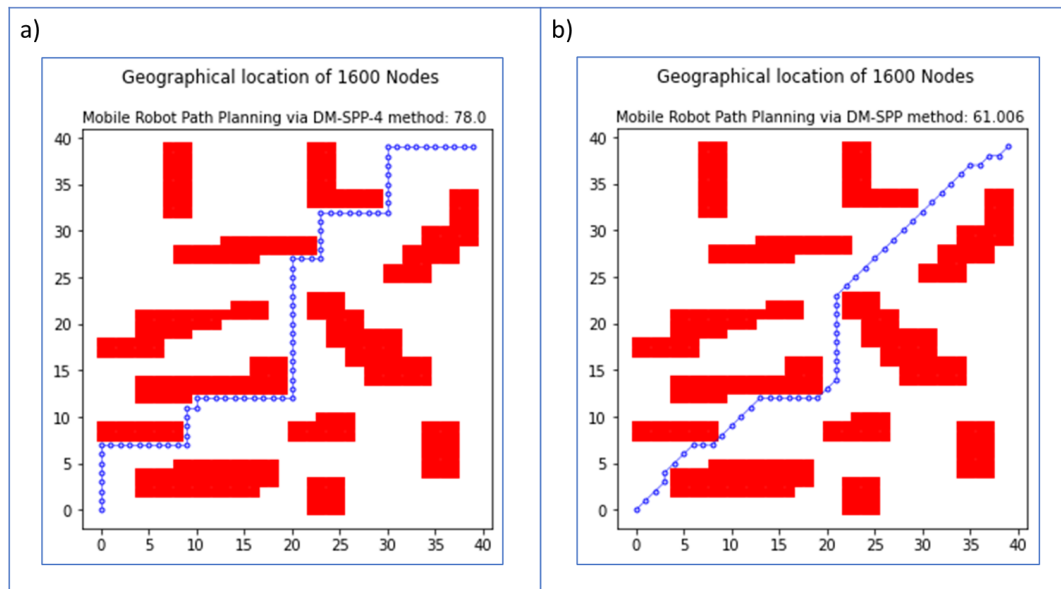 a)
Geographical location of 1600 Nodes
Mobile Robot Path Planning via DM-SPP-4 method: 78.0
40
35
30
25
20
15
10
5
0
0 5 10 15 20 25 30 35 40
b)
Geographical location of 1600 Nodes
Mobile Robot Path Planning via DM-SPP method: 61.006
40
35
30
25
20
15
10
5
0
0 5 10 15 20 25 30 35 40